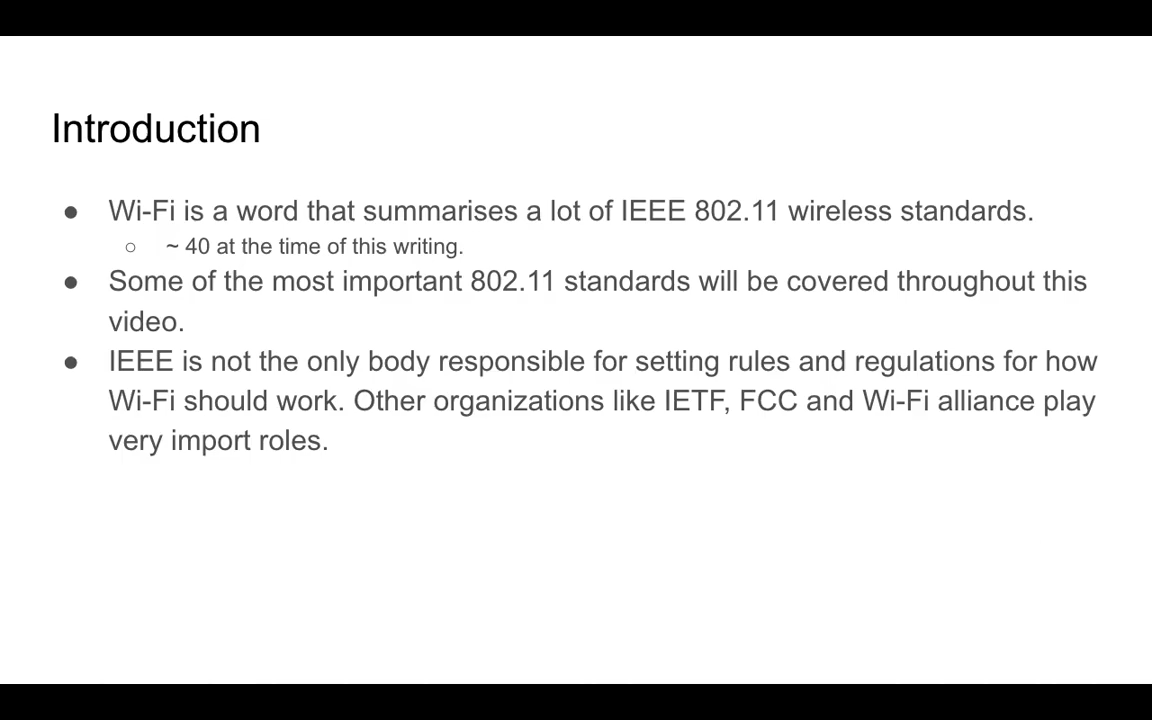 Introduction
● Wi-Fi is a word that summarises a lot of IEEE 802.11 wireless standards.
○ ~ 40 at the time of this writing.
● Some of the most important 802.11 standards will be covered throughout this
video.
● IEEE is not the only body responsible for setting rules and regulations for how
Wi-Fi should work. Other organizations like IETF, FCC and Wi-Fi alliance play
very import roles.